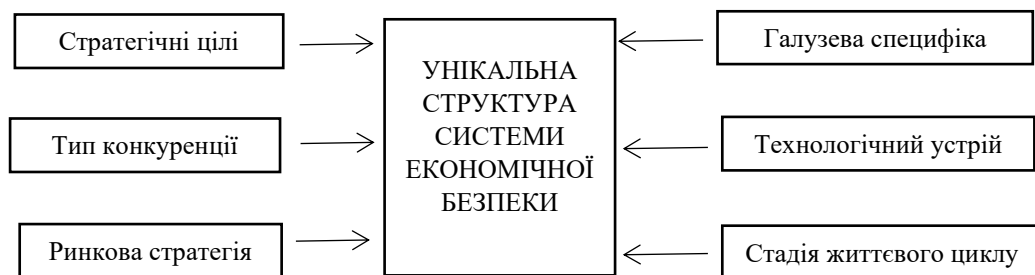 Стратегічні цілі
Тип конкуренції
Ринкова стратегія
УНІКАЛЬНА
СТРУКТУРА
СИСТЕМИ
ЕКОНОМІЧНОЇ
БЕЗПЕКИ
Галузева специфіка
Технологічний устрій
Стадія життєвого циклу